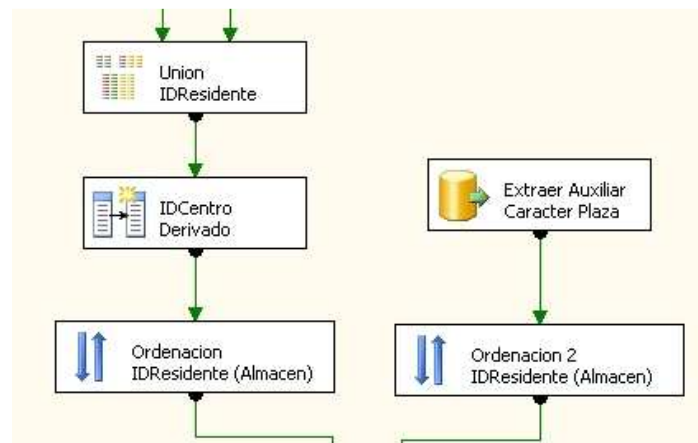 Union
IDResidente
IDCentro
Derivado
Extraer Auxiliar
Caracter Plaza
Ordenacion
IDResidente (Almacen)
Ordenacion 2
IDResidente (Almacen)